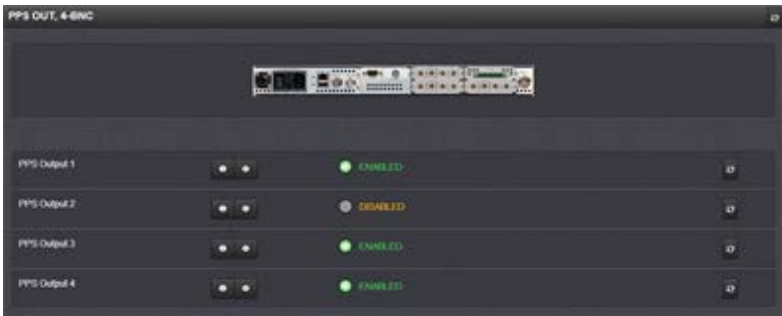 PPS OUT, 4-BNC
PPS Output 1
ENABLED
PPS Output 2
DISABLED
PPS Output 3
ENABLED
PPS Output 4
ENABLED